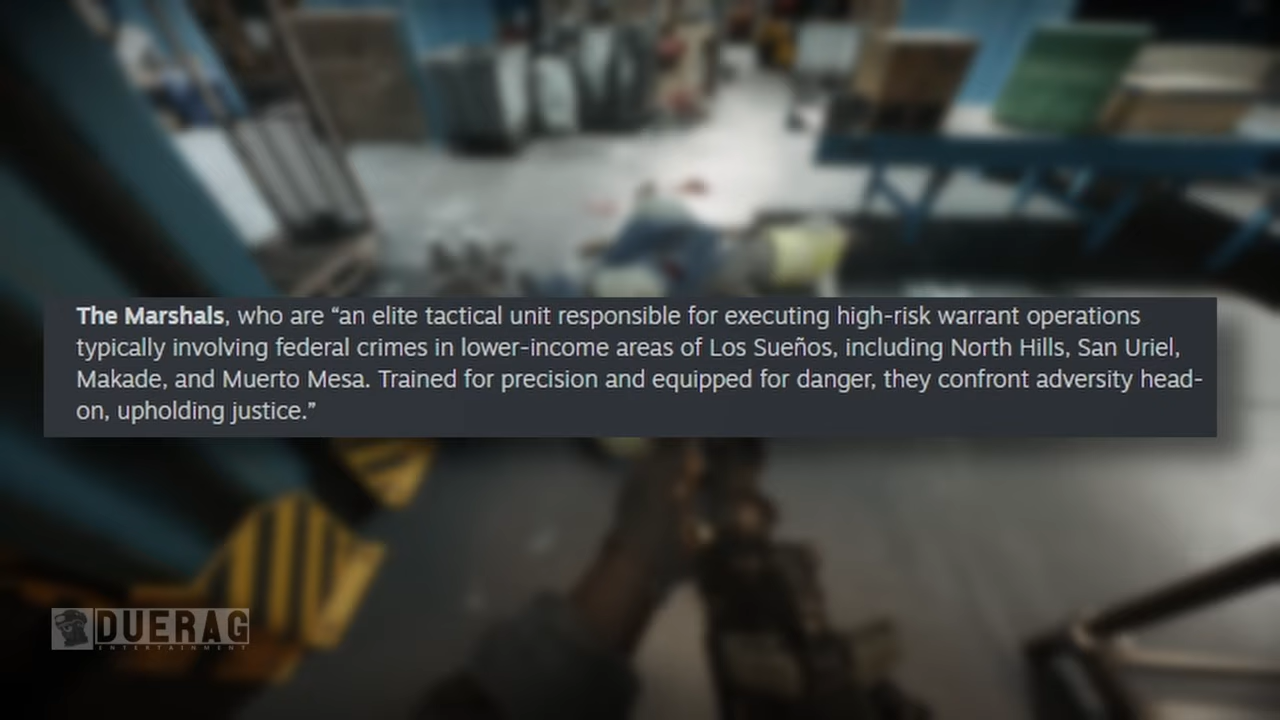 The Marshals, who are “an elite tactical unit responsible for executing high-risk warrant operations
typically involving federal crimes in lower-income areas of Los Sueños, including North Hills, San Uriel,
Makade, and Muerto Mesa. Trained for precision and equipped for danger, they confront adversity head-
on, upholding justice.”
DUERAG
ENTERTAINMENT